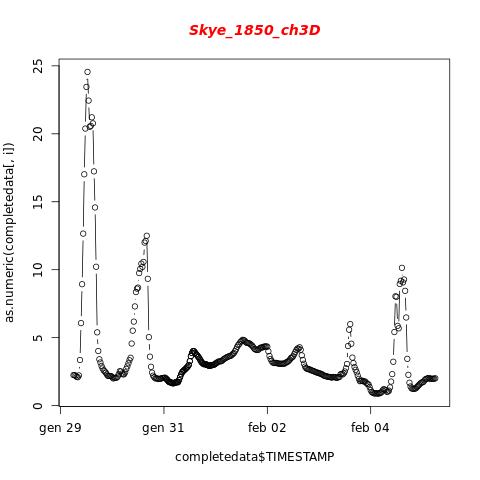 Skye_1850_ch3D
as.numeric(completedata[, i])
25
20
15
10
5
0
gen 29 gen 31 feb 02 feb 04
completedata$TIMESTAMP